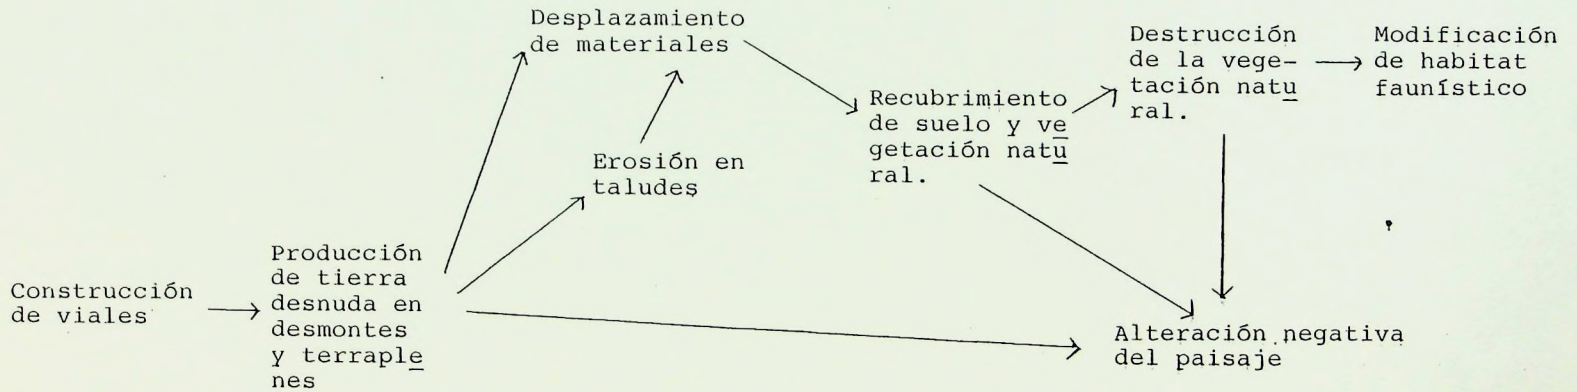 Desplazamiento
de materiales
Destrucción
de la vege-
tación natu
ral.
Modificación
de habitat
faunístico
Recubrimiento
de suelo y ve
getación natu
ral.
Erosión en
taludes
Producción
de tierra
desnuda en
desmontes
y terraple
nes
Construcción
de viales
Alteración negativa
del paisaje